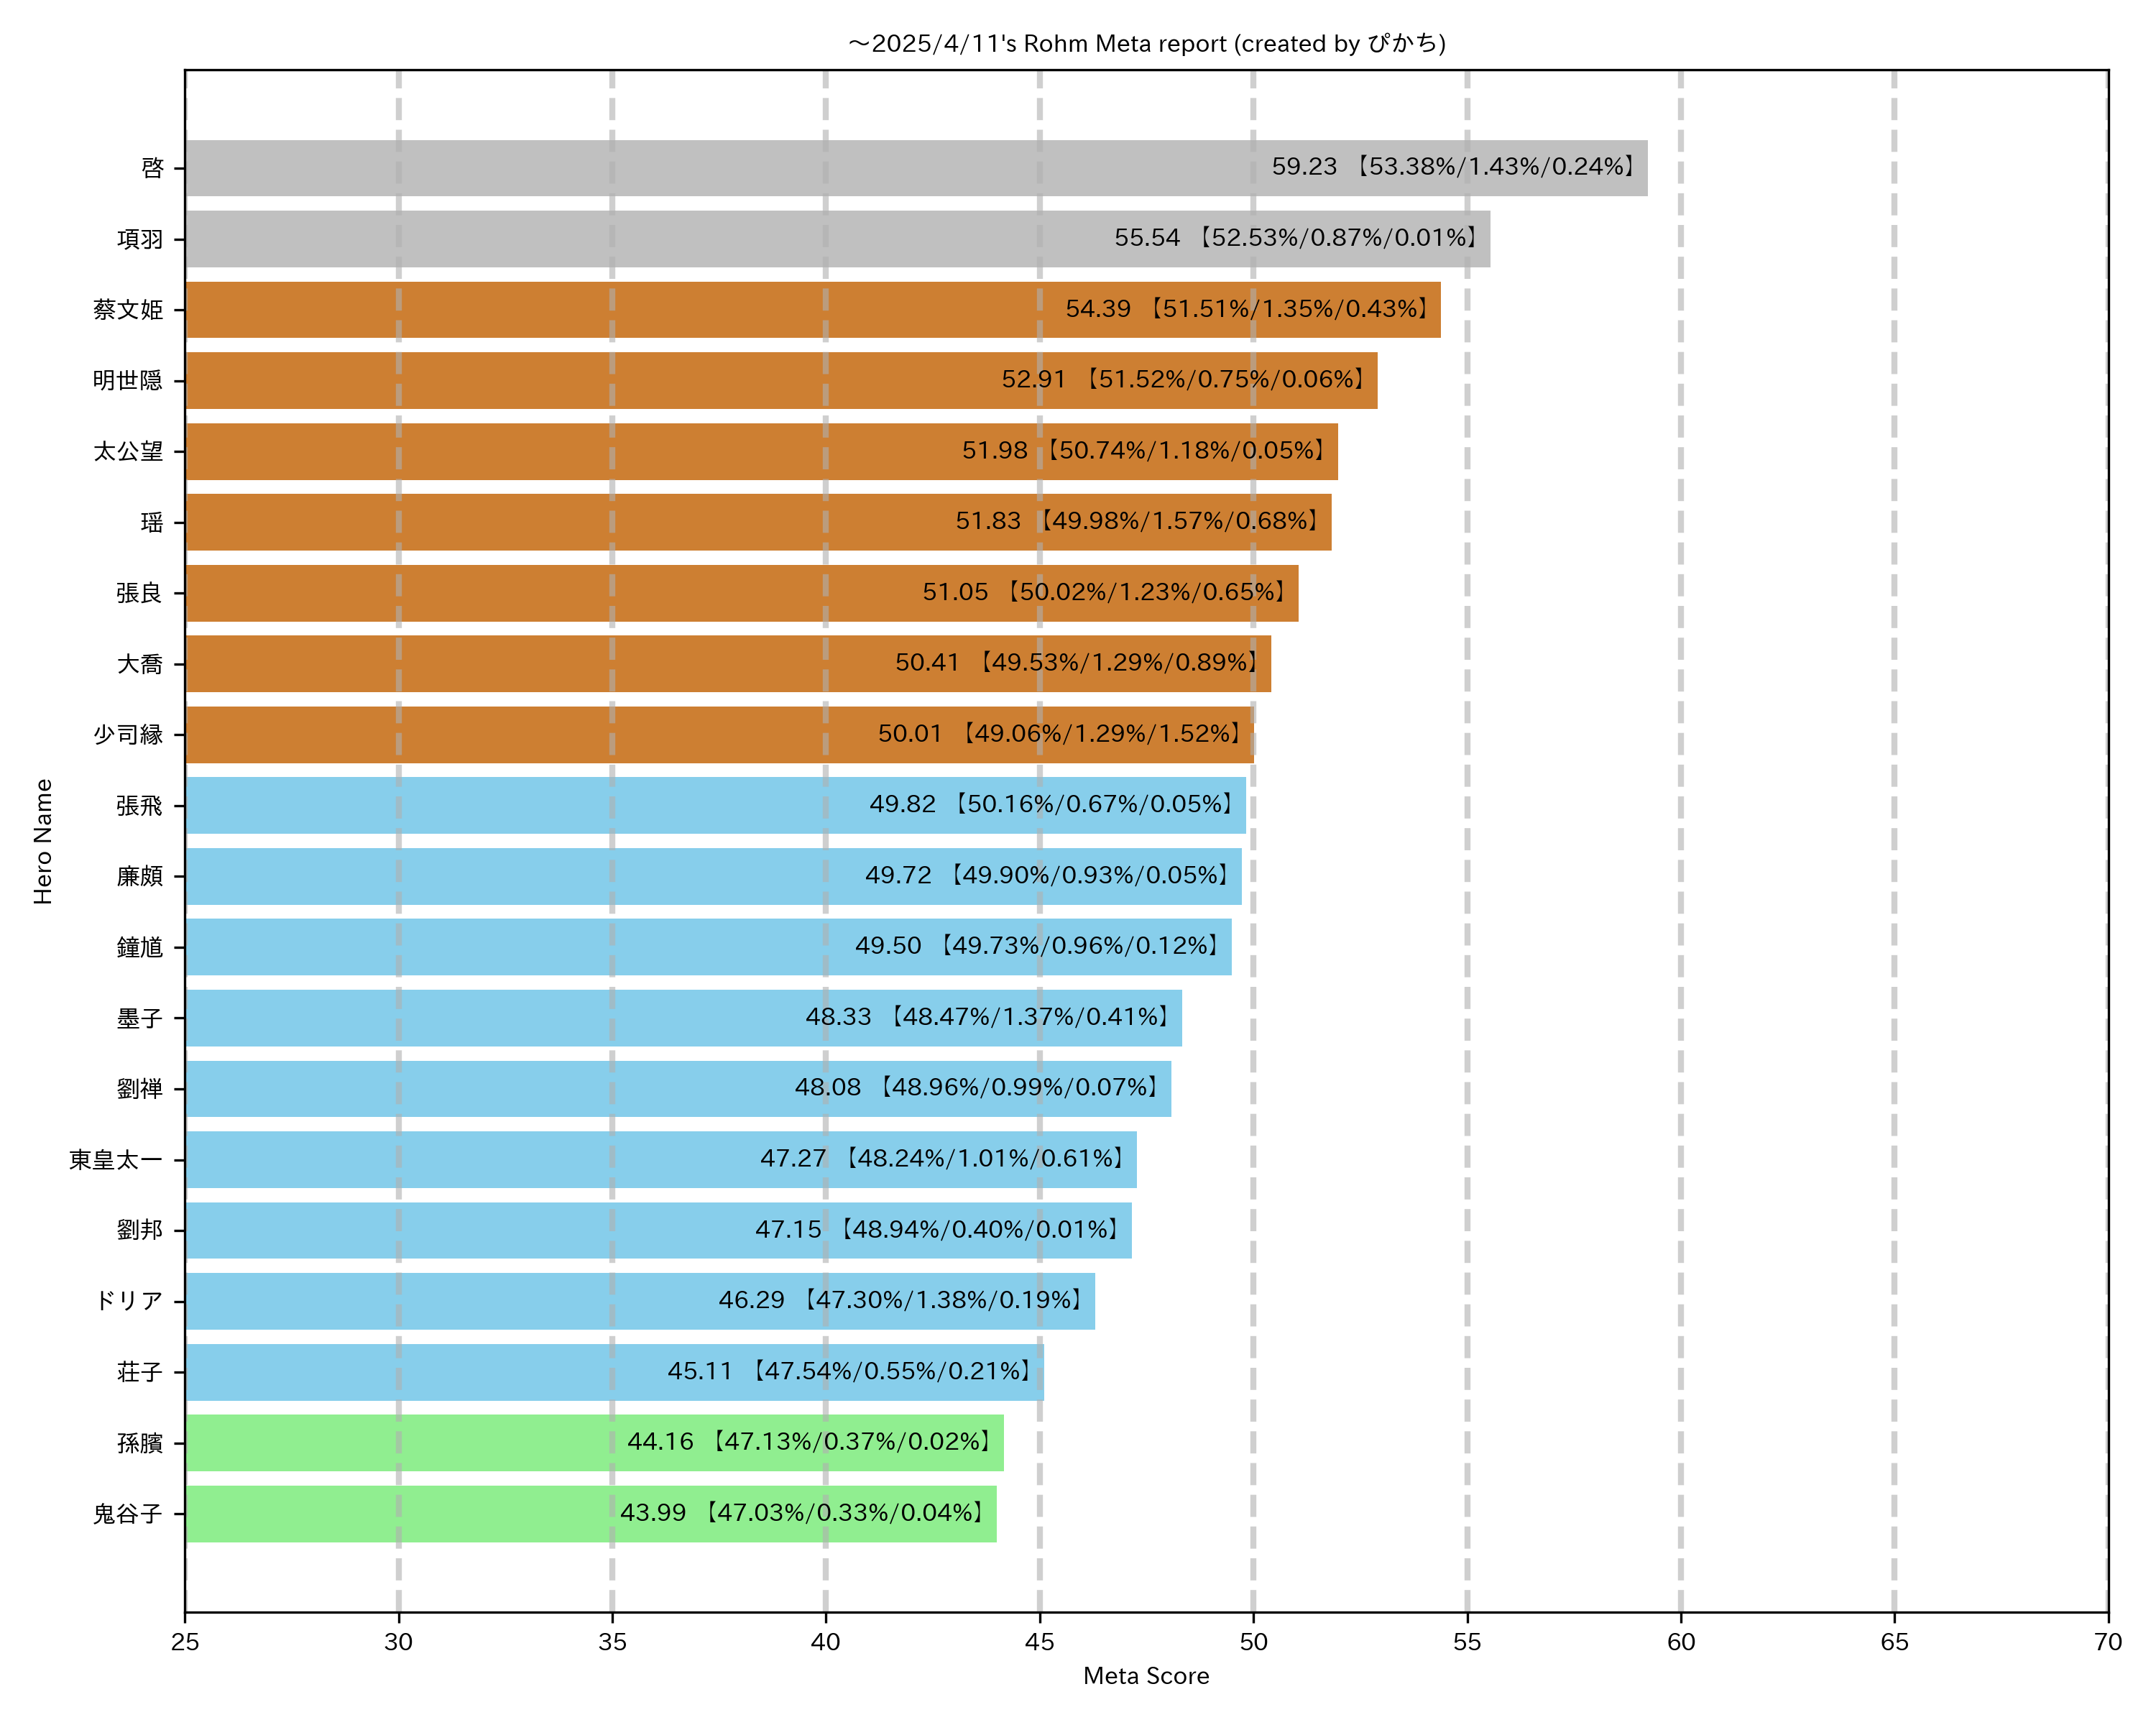 ～2025/4/11's Rohm Meta report (created by ぴかち)
啓 59.23 【53.38%/1.43%/0.24%】
項羽 55.54 【52.53%/0.87%/0.01%】
蔡文姫 54.39 【51.51%/1.35%/0.43%】
明世隠 52.91 【51.52%/0.75%/0.06%】
太公望 51.98 【50.74%/1.18%/0.05%】
瑶 51.83 【49.98%/1.57%/0.68%】
張良 51.05 【50.02%/1.23%/0.65%】
大喬 50.41 【49.53%/1.29%/0.89%】
少司縁 50.01 【49.06%/1.29%/1.52%】
張飛 49.82 【50.16%/0.67%/0.05%】
廉頗 49.72 【49.90%/0.93%/0.05%】
鐘馗 49.50 【49.73%/0.96%/0.12%】
墨子 48.33 【48.47%/1.37%/0.41%】
劉禅 48.08 【48.96%/0.99%/0.07%】
東皇太一 47.27 【48.24%/1.01%/0.61%】
劉邦 47.15 【48.94%/0.40%/0.01%】
ドリア 46.29 【47.30%/1.38%/0.19%】
荘子 45.11 【47.54%/0.55%/0.21%】
孫臏 44.16 【47.13%/0.37%/0.02%】
鬼谷子 43.99 【47.03%/0.33%/0.04%】
Hero Name
25 30 35 40 45 50 55 60 65 70
Meta Score